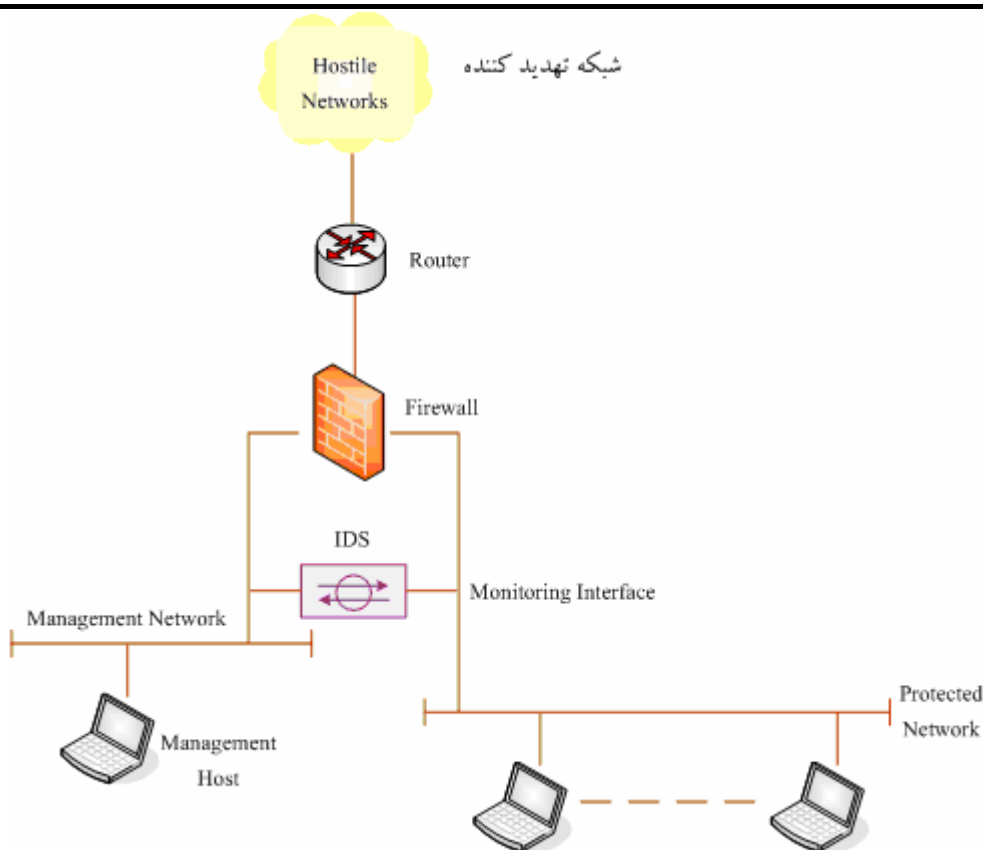 Hostile
Networks
شبکه تهدید کننده
Router
Firewall
IDS
Monitoring Interface
Management Network
Protected
Network
Management
Host